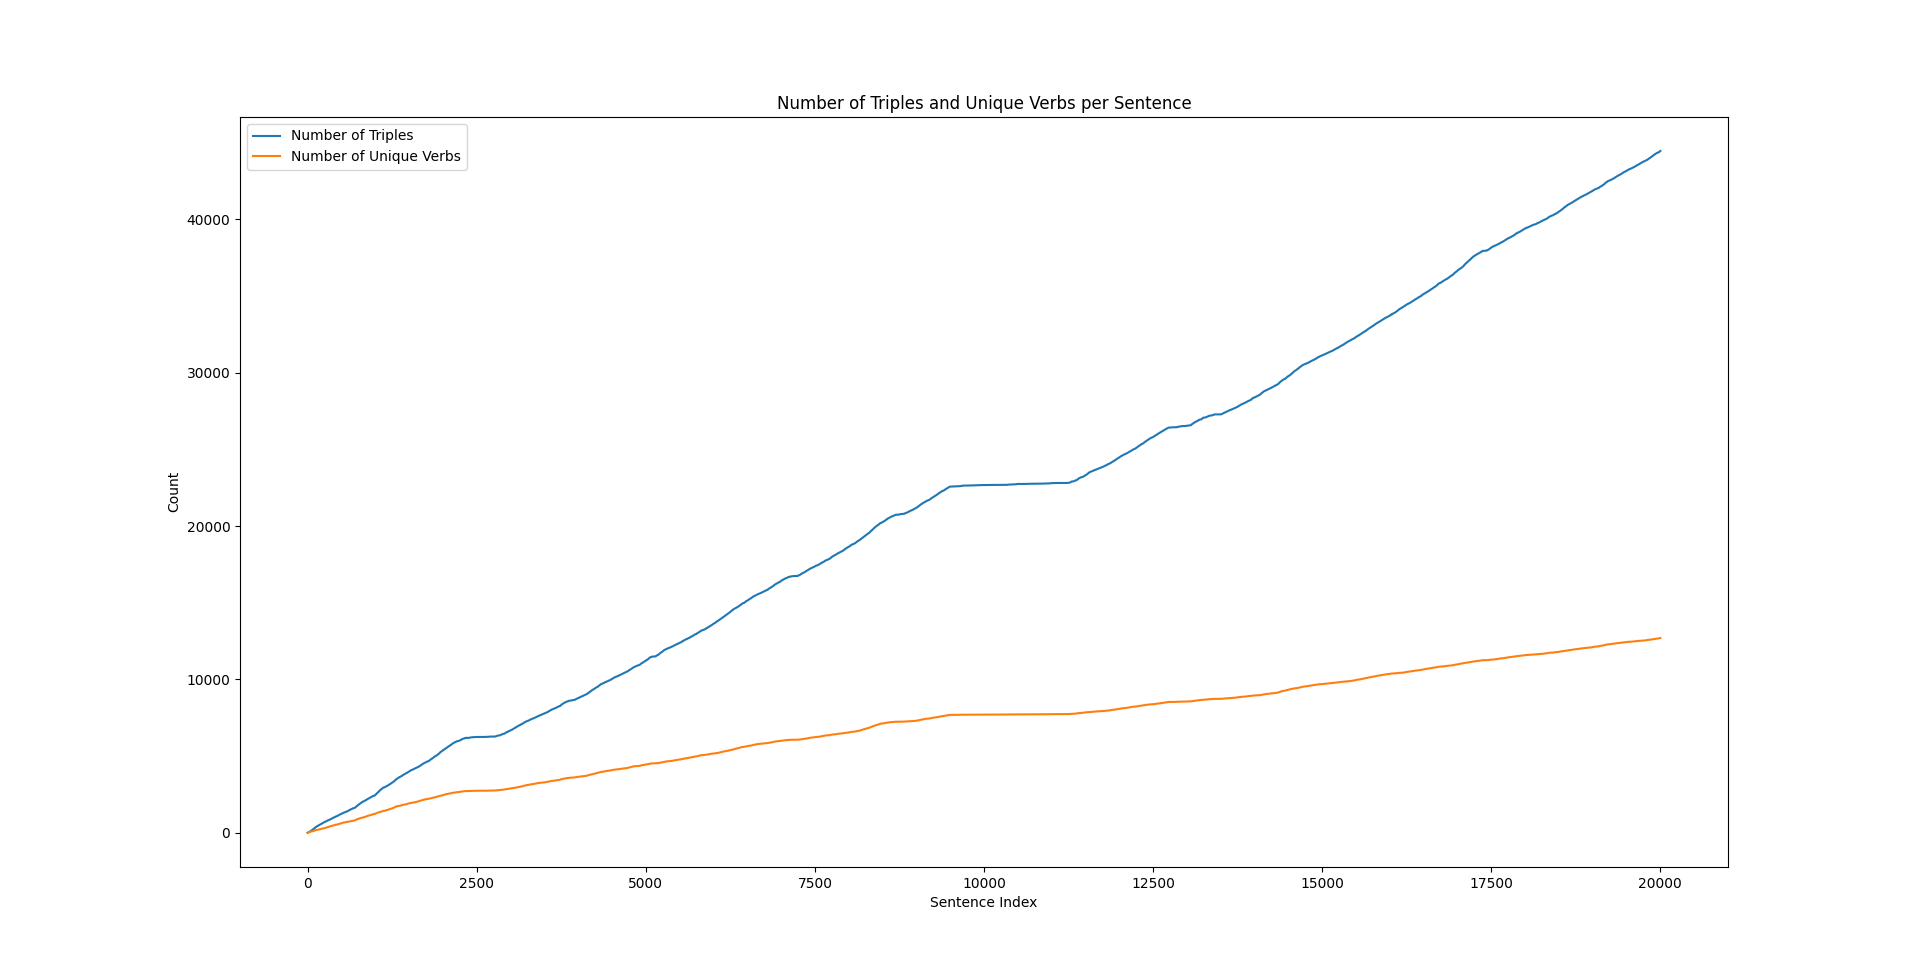 Number of Triples and Unique Verbs per Sentence
Number of Triples
Number of Unique Verbs
Count
40000
30000
20000
10000
0
0 2500 5000 7500 10000 12500 15000 17500 20000
Sentence Index